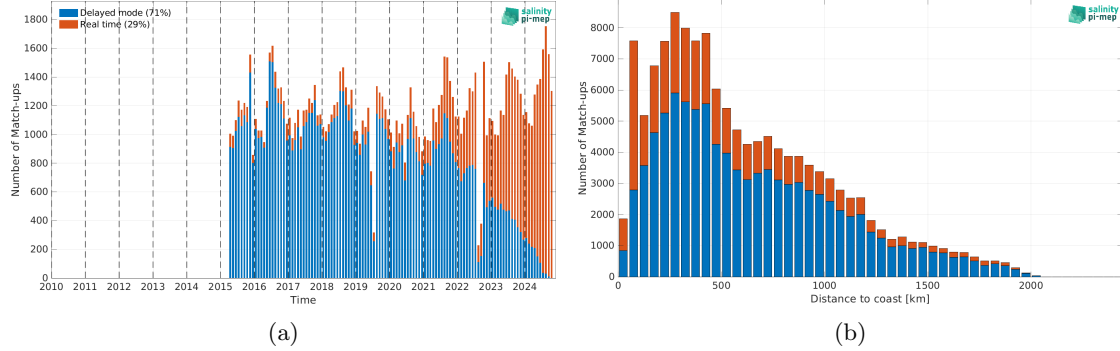 Delayed mode (71%)
Real time (29%)
salinity
pi-mep
Number of Match-ups
1800
1600
1400
1200
1000
800
600
400
200
0
2010 2011 2012 2013 2014 2015 2016 2017 2018 2019 2020 2021 2022 2023 2024
Time
(a)
salinity
pi-mep
Number of Match-ups
8000
7000
6000
5000
4000
3000
2000
1000
0
0 500 1000 1500 2000
Distance to coast [km]
(b)